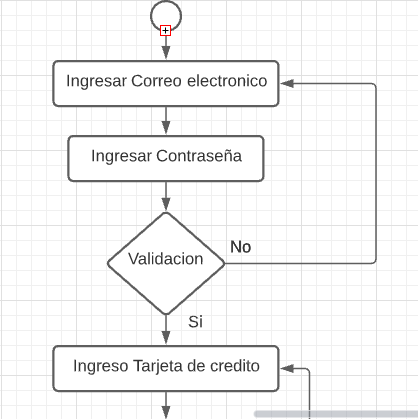 Ingresar Correo electronico
Ingresar Contraseña
Validacion
No
Si
Ingreso Tarjeta de credito